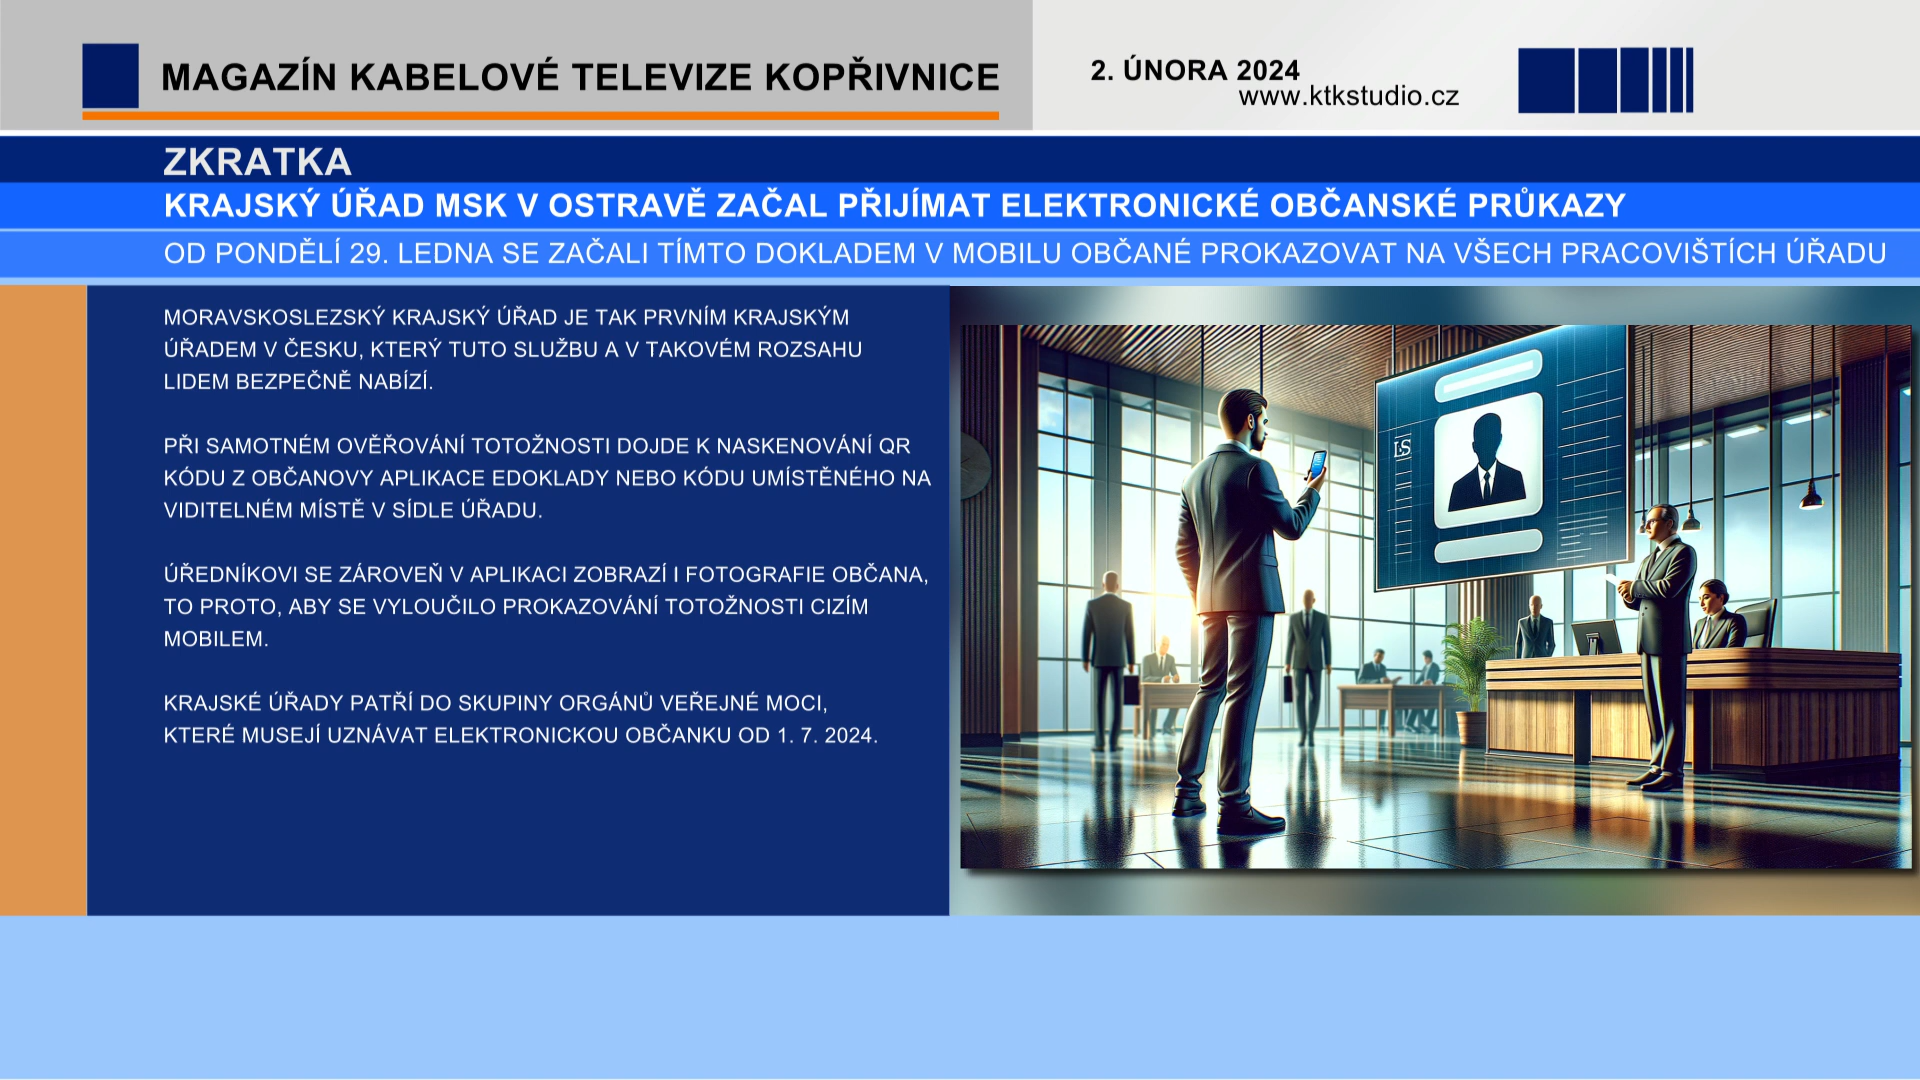 MAGAZÍN KABELOVÉ TELEVIZE KOPŘIVNICE
2. ÚNORA 2024
www.ktkstudio.cz
ZKRATKA
KRAJSKÝ ÚŘAD MSK V OSTRAVĚ ZAČAL PŘIJÍMAT ELEKTRONICKÉ OBČANSKÉ PRŮKAZY
OD PONDĚLÍ 29. LEDNA SE ZAČALI TÍMTO DOKLADEM V MOBILU OBČANÉ PROKAZOVAT NA VŠECH PRACOVIŠTÍCH ÚŘADU
MORAVSKOSLEZSKÝ KRAJSKÝ ÚŘAD JE TAK PRVNÍM KRAJSKÝM
ÚŘADEM V ČESKU, KTERÝ TUTO SLUŽBU A V TAKOVÉM ROZSAHU
LIDEM BEZPEČNĚ NABÍZÍ.
PŘI SAMOTNÉM OVĚŘOVÁNÍ TOTOŽNOSTI DOJDE K NASKENOVÁNÍ QR
KÓDU Z OBČANOVY APLIKACE EDOKLADY NEBO KÓDU UMÍSTĚNÉHO NA
VIDITELNÉM MÍSTĚ V SÍDLE ÚŘADU.
ÚŘEDNÍKOVI SE ZÁROVEŇ V APLIKACI ZOBRAZÍ I FOTOGRAFIE OBČANA,
TO PROTO, ABY SE VYLOUČILO PROKAZOVÁNÍ TOTOŽNOSTI CIZÍM
MOBILEM.
KRAJSKÉ ÚŘADY PATŘÍ DO SKUPINY ORGÁNŮ VEŘEJNÉ MOCI,
KTERÉ MUSEJÍ UZNÁVAT ELEKTRONICKOU OBČANKU OD 1. 7. 2024.